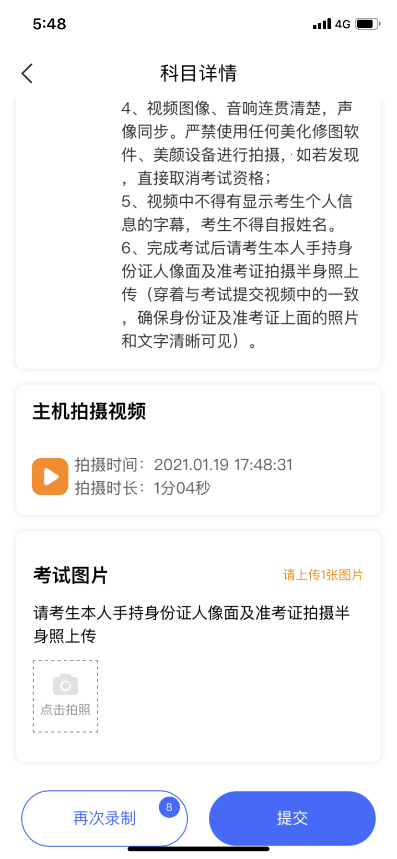 5:48
4G
科目详情
4、视频图像、音响连贯清楚，声
像同步。严禁使用任何美化修图软
件、美颜设备进行拍摄，如若发现
，直接取消考试资格；
5、视频中不得有显示考生个人信
息的字幕，考生不得自报姓名。
6、完成考试后请考生本人手持身
份证人像面及准考证拍摄半身照上
传（穿着与考试提交视频中的一致
，确保身份证及准考证上面的照片
和文字清晰可见）。
主机拍摄视频
拍摄时间：2021.01.19 17:48:31
拍摄时长：1分04秒
考试图片
请上传1张图片
请考生本人手持身份证人像面及准考证拍摄半
身照上传
点击拍照
再次录制
8
提交